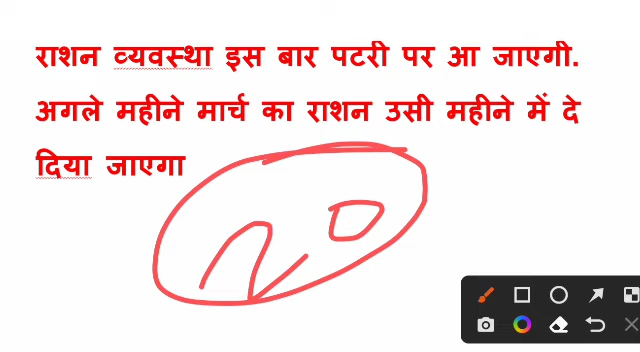 राशन व्यवस्था इस बार पटरी पर आ जाएगी.
अगले महीने मार्च का राशन उसी महीने में दे
दिया जाएगा